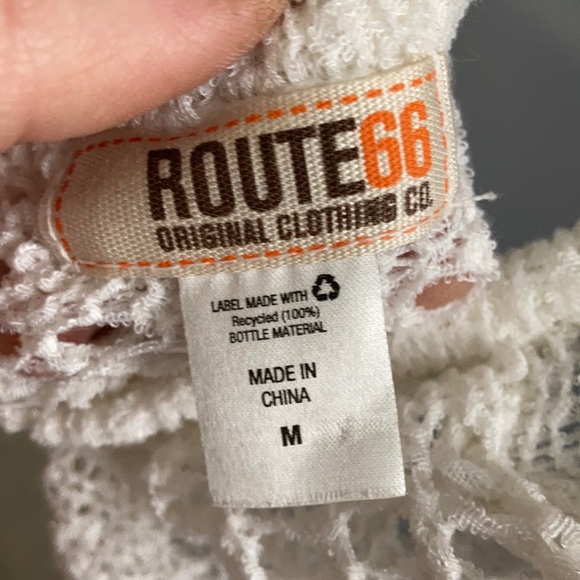 ROUTE66
ORIGINAL CLOTHING CO.
LABEL MADE WITH
Recycled (100%)
BOTTLE MATERIAL
MADE IN
CHINA
M